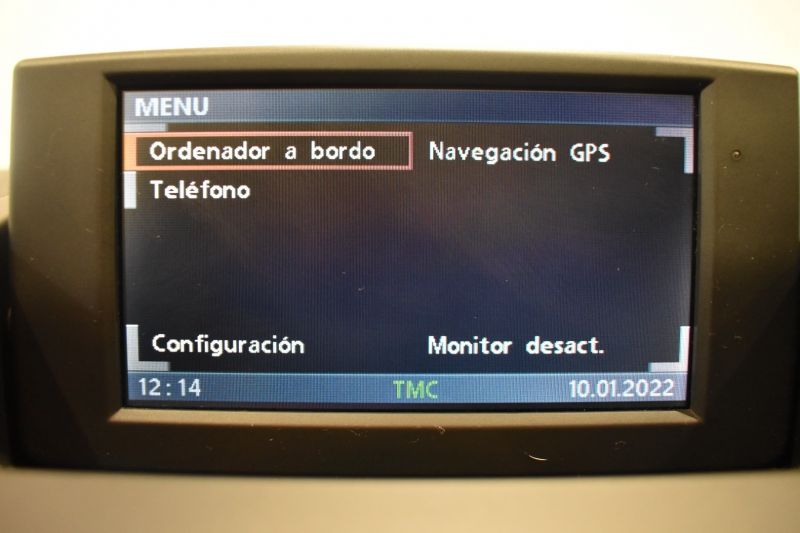 MENU
Ordenador a bordo Navegación GPS
Teléfono
Configuración Monitor desact.
12:14 TMC 10.01.2022